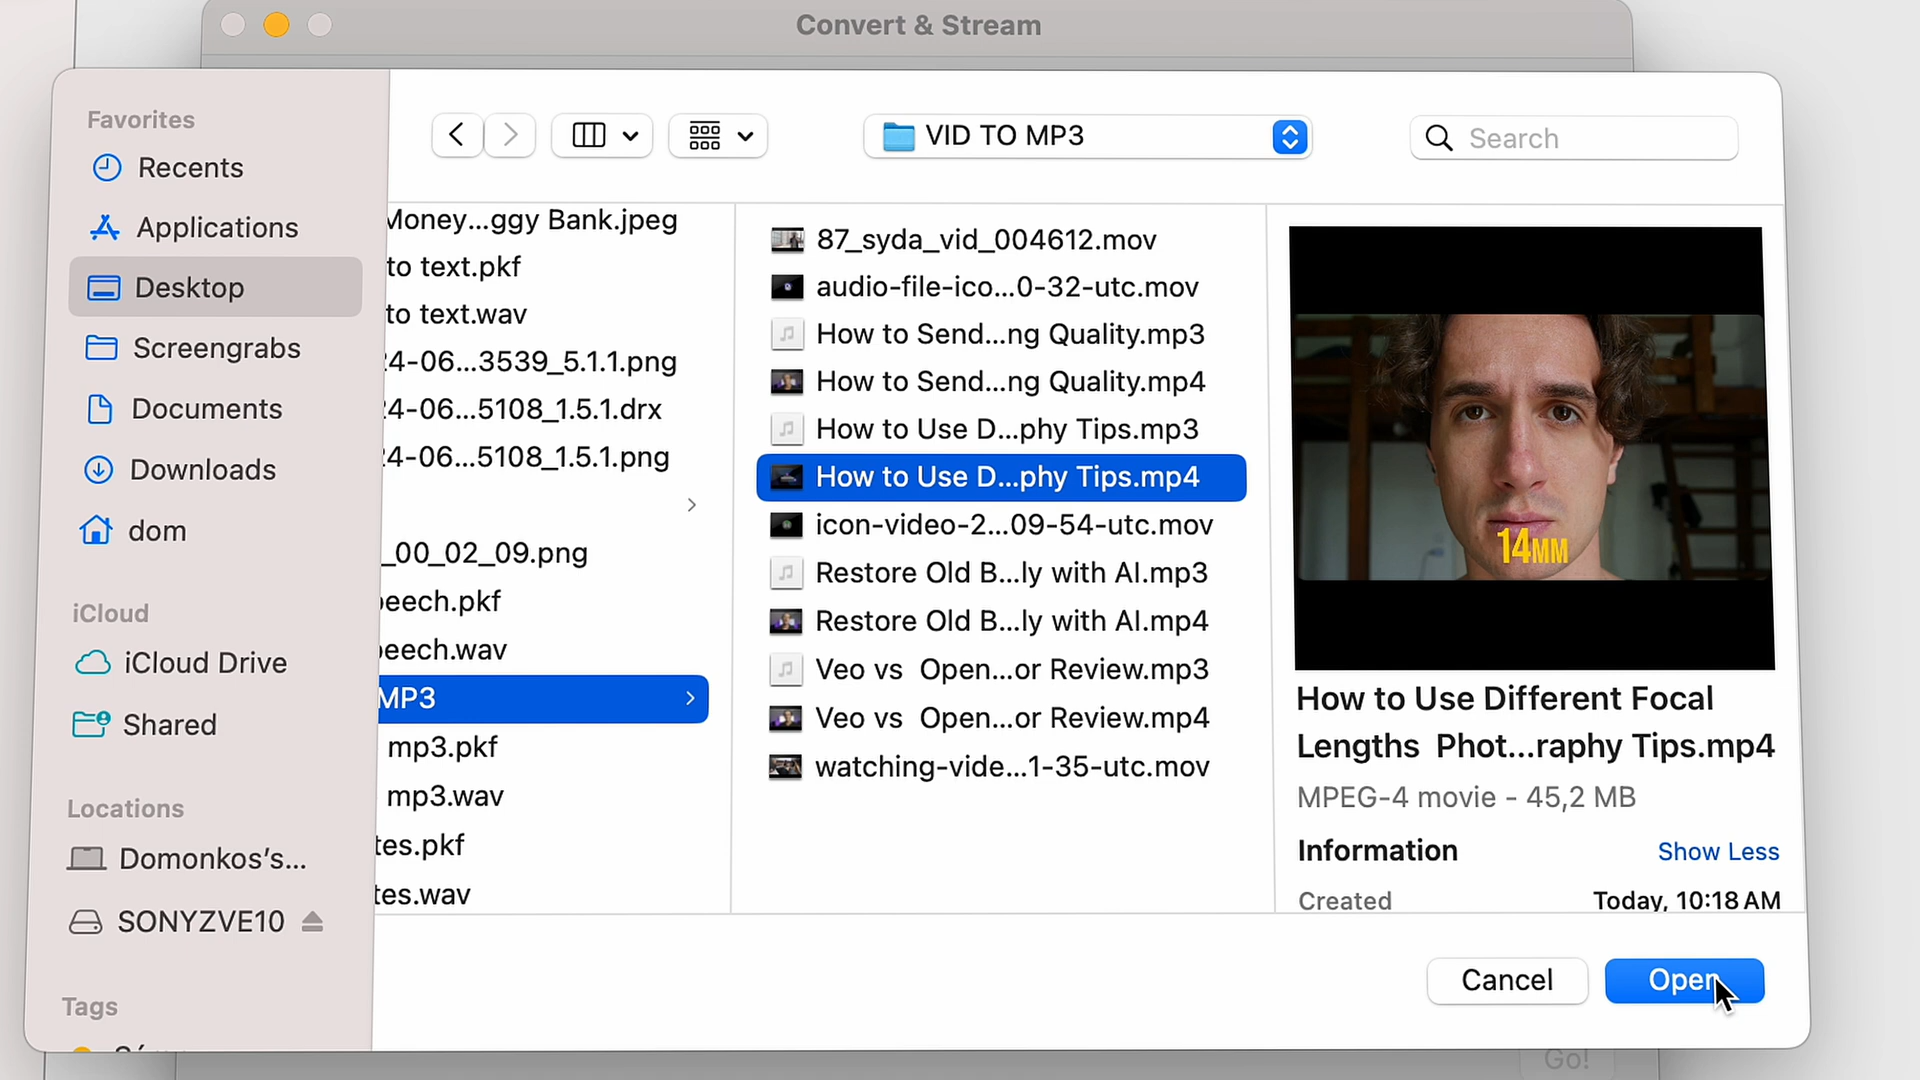 Convert & Stream
Favorites
Recents
Applications
Desktop
Screengrabs
Documents
Downloads
dom
iCloud
iCloud Drive
Shared
Locations
Domonkos's...
SONYZVE10
Tags
VID TO MP3
Search
Money...ggy Bank.jpeg
to text.pkf
to text.wav
24-06...3539_5.1.1.png
24-06...5108_1.5.1.drx
24-06...5108_1.5.1.png
_00_02_09.png
peech.pkf
peech.wav
MP3
mp3.pkf
mp3.wav
tes.pkf
tes.wav
87_syda_vid_004612.mov
audio-file-ico...0-32-utc.mov
How to Send...ng Quality.mp3
How to Send...ng Quality.mp4
How to Use D...phy Tips.mp3
How to Use D...phy Tips.mp4
icon-video-2...09-54-utc.mov
Restore Old B...ly with AI.mp3
Restore Old B...ly with AI.mp4
Veo vs  Open...or Review.mp3
Veo vs  Open...or Review.mp4
watching-vide...1-35-utc.mov
14MM
How to Use Different Focal
Lengths  Phot...raphy Tips.mp4
MPEG-4 movie - 45,2 MB
Information Show Less
Created Today, 10:18 AM
Cancel Open
Go!